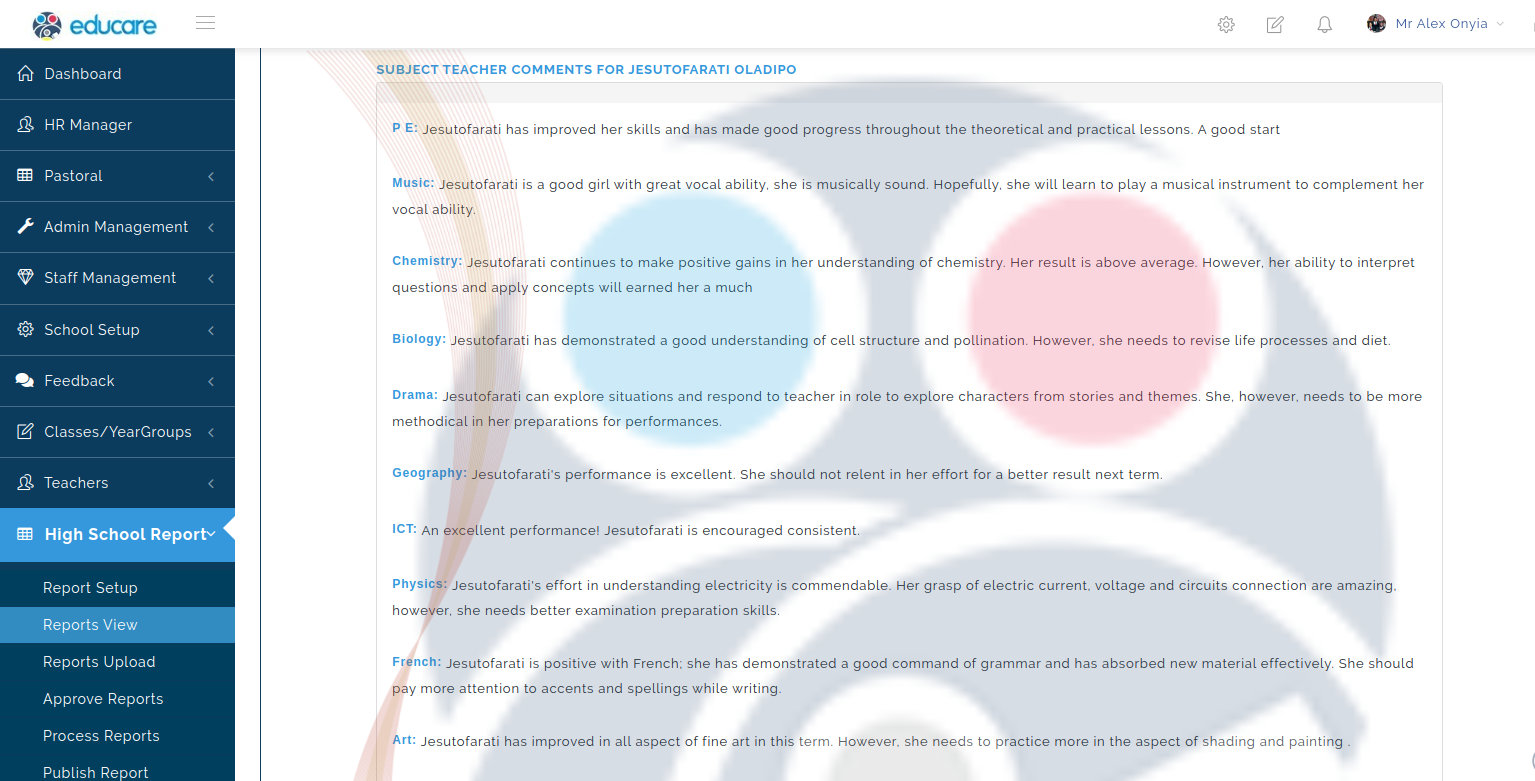 educare
Mr Alex Onyia
Dashboard
HR Manager
Pastoral
Admin Management
Staff Management
School Setup
Feedback
Classes/YearGroups
Teachers
High School Report
Report Setup
Reports View
Reports Upload
Approve Reports
Process Reports
Publish Report
SUBJECT TEACHER COMMENTS FOR JESUTOFARATI OLADIPO
P E: Jesutofarati has improved her skills and has made good progress throughout the theoretical and practical lessons. A good start
Music: Jesutofarati is a good girl with great vocal ability, she is musically sound. Hopefully, she will learn to play a musical instrument to complement her
vocal ability.
Chemistry: Jesutofarati continues to make positive gains in her understanding of chemistry. Her result is above average. However, her ability to interpret
questions and apply concepts will earned her a much
Biology: Jesutofarati has demonstrated a good understanding of cell structure and pollination. However, she needs to revise life processes and diet.
Drama: Jesutofarati can explore situations and respond to teacher in role to explore characters from stories and themes. She, however, needs to be more
methodical in her preparations for performances.
Geography: Jesutofarati's performance is excellent. She should not relent in her effort for a better result next term.
ICT: An excellent performance! Jesutofarati is encouraged consistent.
Physics: Jesutofarati's effort in understanding electricity is commendable. Her grasp of electric current, voltage and circuits connection are amazing,
however, she needs better examination preparation skills.
French: Jesutofarati is positive with French; she has demonstrated a good command of grammar and has absorbed new material effectively. She should
pay more attention to accents and spellings while writing.
Art: Jesutofarati has improved in all aspect of fine art in this term. However, she needs to practice more in the aspect of shading and painting .